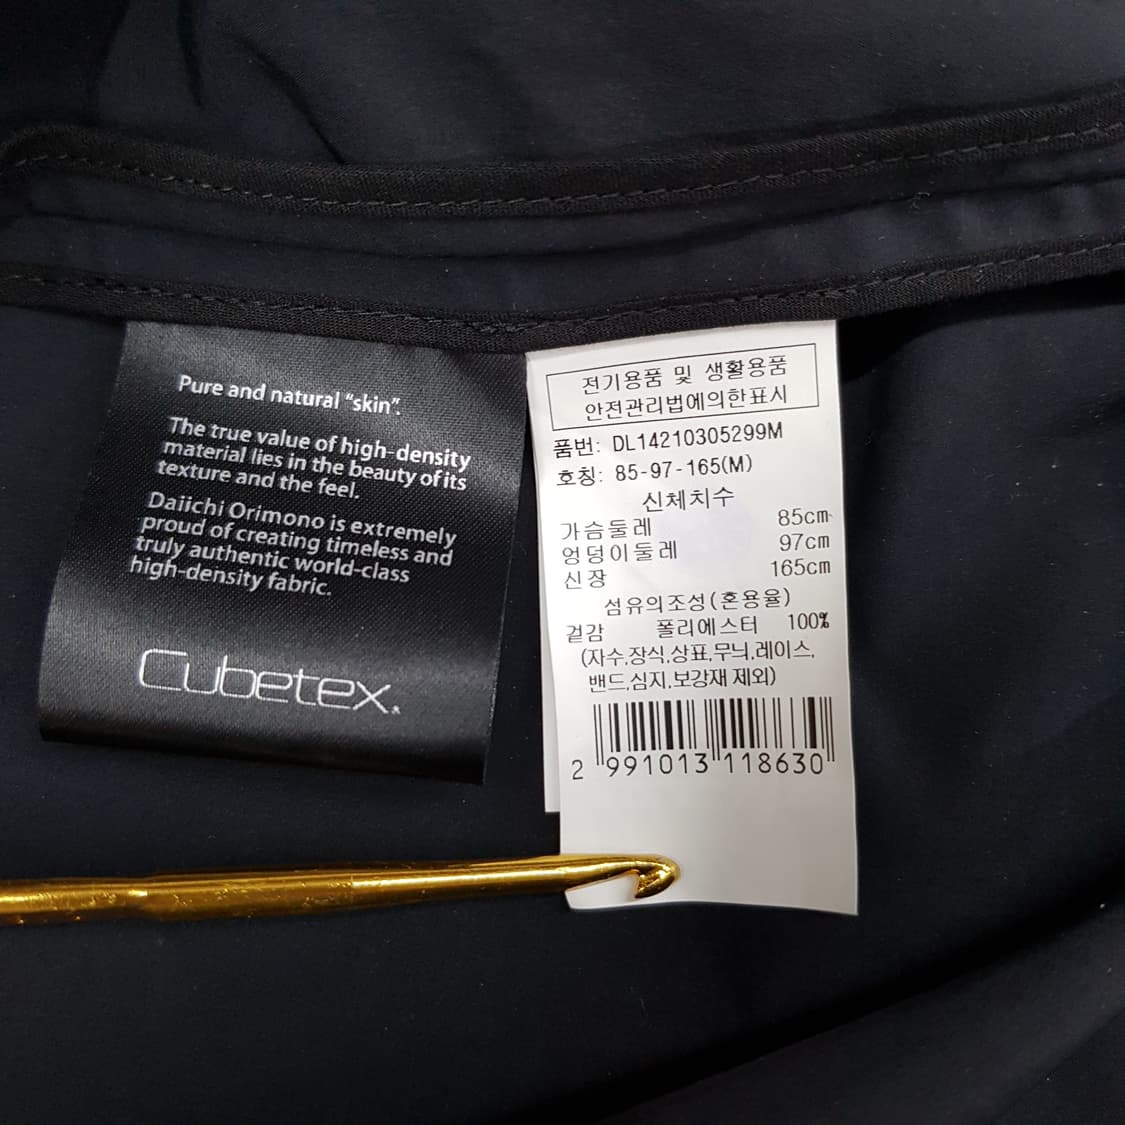 Pure and natural “skin”.
The true value of high-density
material lies in the beauty of its
texture and the feel.
Daiichi Orimono is extremely
proud of creating timeless and
truly authentic world-class
high-density fabric.
Cubetex.
전기용품 및 생활용품
안전관리법에의한표시
품번: DL14210305299M
호칭: 85-97-165(M)
신체치수
가슴둘레 85cm
엉덩이둘레 97cm
신장 165cm
섬유의조성(혼용율)
겉감 폴리에스터 100%
(자수,장식,상표,무늬,레이스,
밴드,심지,보강재 제외)
2 991013 118630